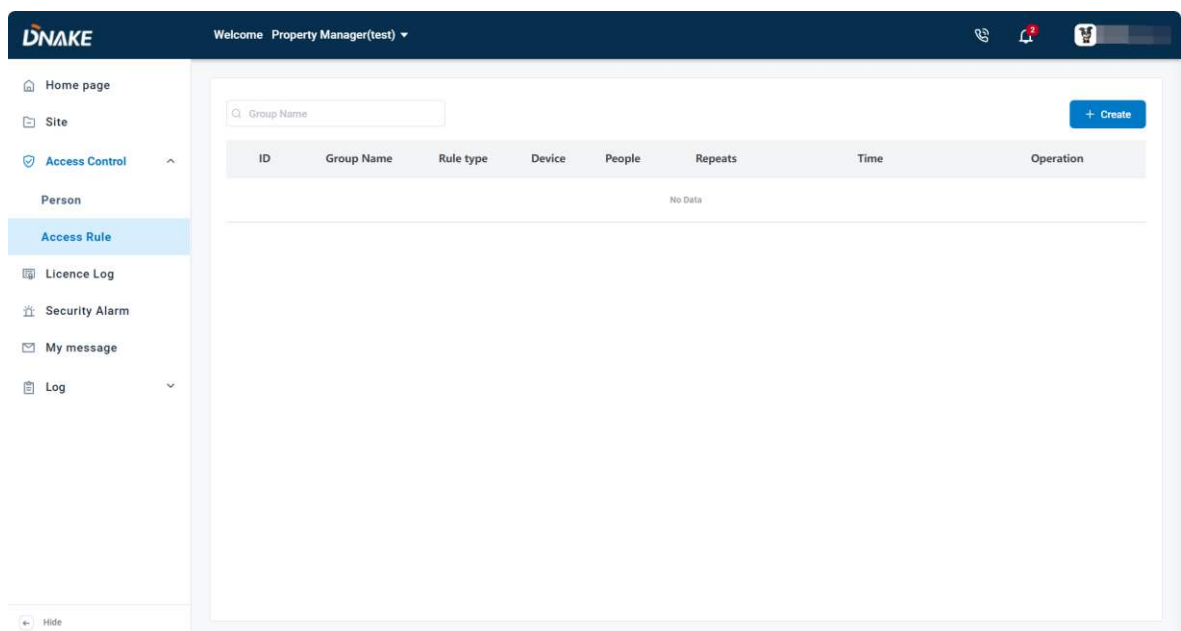 DNAKE
Welcome Property Manager(test)
2
Home page
Site
Access Control
Person
Access Rule
Licence Log
Security Alarm
My message
Log
Hide
Group Name
+ Create
ID Group Name Rule type Device People Repeats Time Operation
No Data